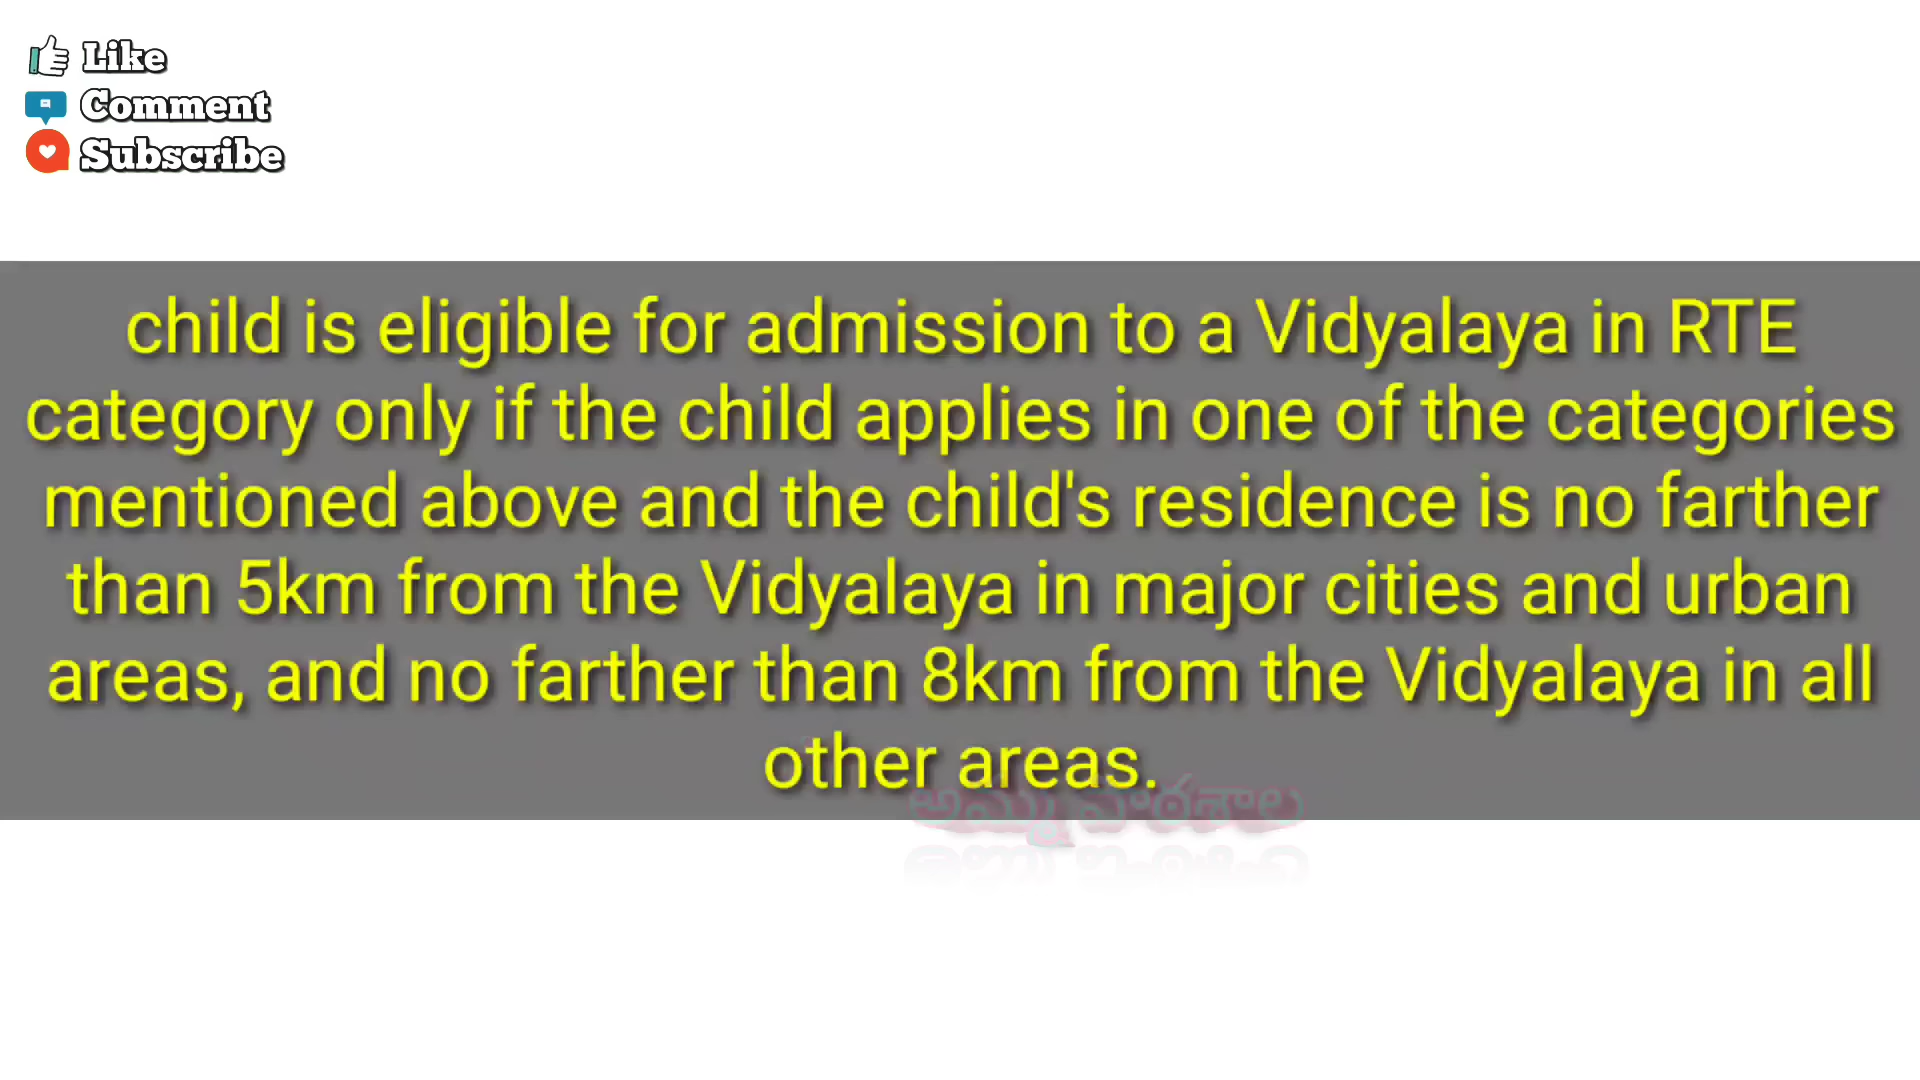 Like
Comment
Subscribe
child is eligible for admission to a Vidyalaya in RTE
category only if the child applies in one of the categories
mentioned above and the child's residence is no farther
than 5km from the Vidyalaya in major cities and urban
areas, and no farther than 8km from the Vidyalaya in all
other areas.
అమ్మ పాఠశాల